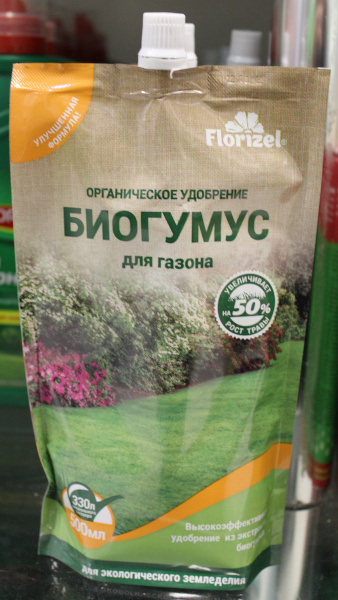 УЛУЧШЕННАЯ
ФОРМУЛА!
Florizel®
ОРГАНИЧЕСКОЕ УДОБРЕНИЕ
БИОГУМУС
для газона
УВЕЛИЧИВАЕТ
НА 50%
РОСТ ТРАВЫ
330л
500мл
Высокоэффективное
удобрение из
для экологического земледелия